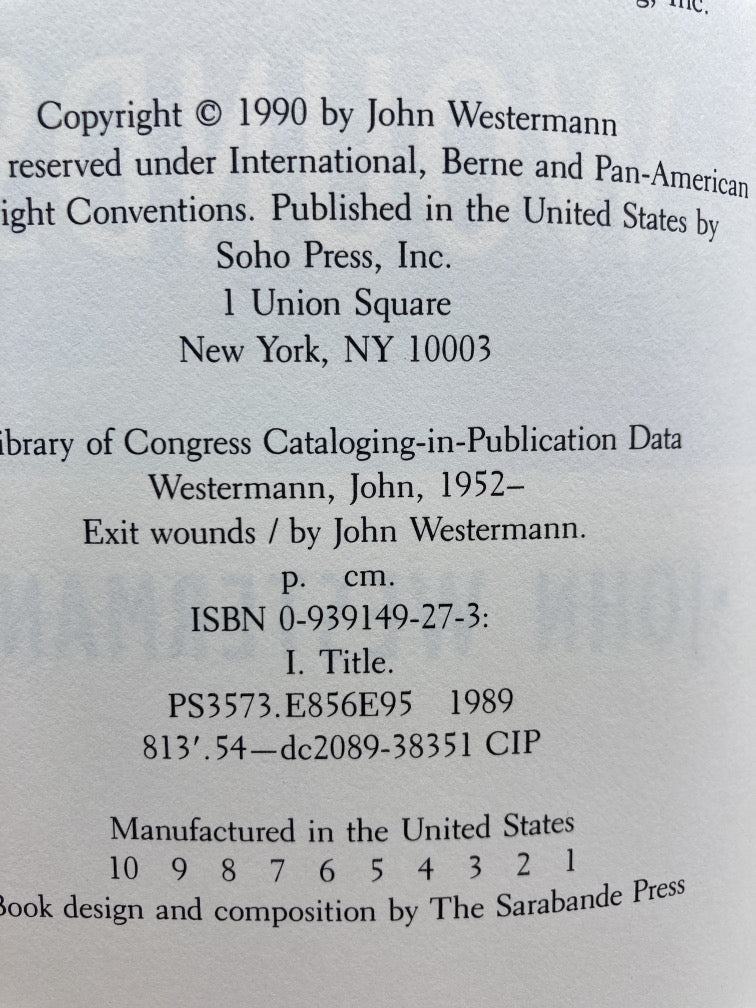 Inc.
Copyright © 1990 by John Westermann
reserved under International, Berne and Pan-American
ight Conventions. Published in the United States by
Soho Press, Inc.
1 Union Square
New York, NY 10003
ibrary of Congress Cataloging-in-Publication Data
Westermann, John, 1952–
Exit wounds / by John Westermann.
p. cm.
ISBN 0-939149-27-3:
I. Title.
PS3573.E856E95 1989
813′.54—dc2089-38351 CIP
Manufactured in the United States
10 9 8 7 6 5 4 3 2 1
Book design and composition by The Sarabande Press